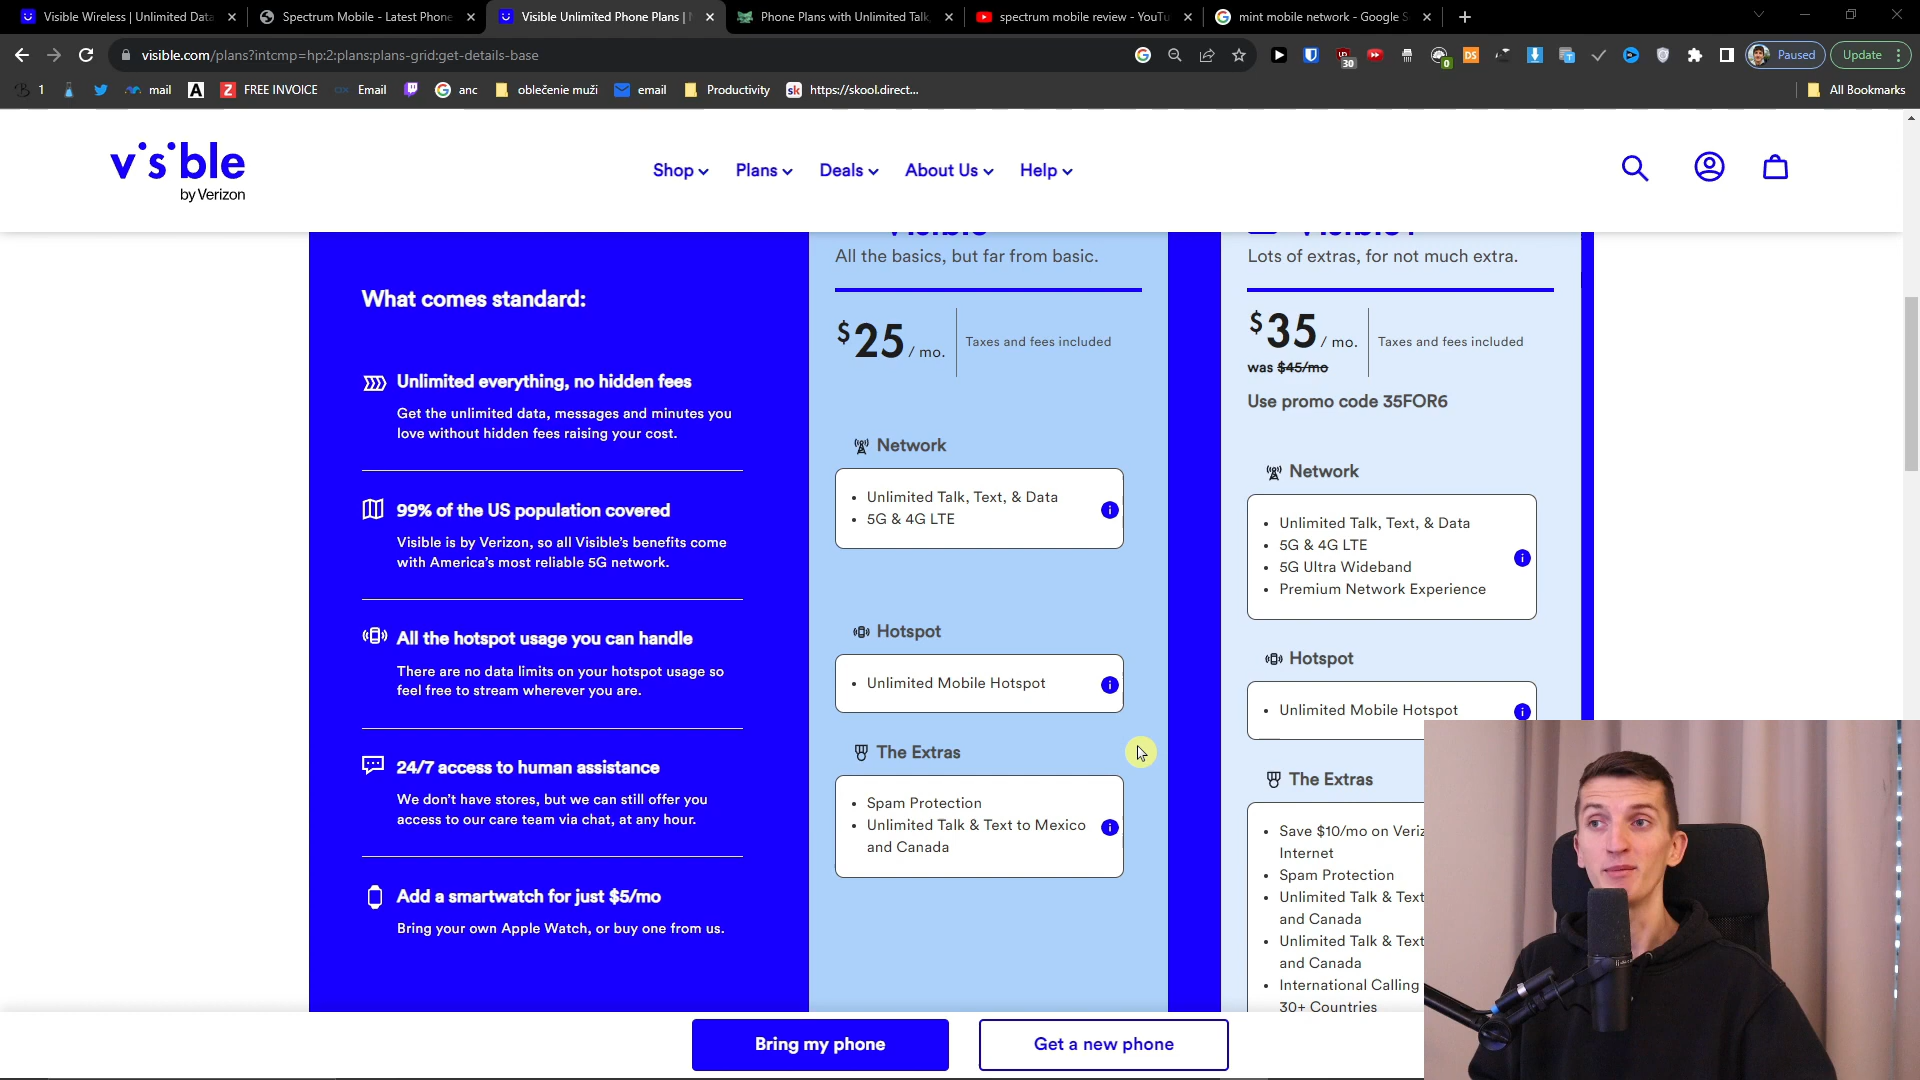 Visible Wireless | Unlimited Data
Spectrum Mobile - Latest Phone
Visible Unlimited Phone Plans |
Phone Plans with Unlimited Talk,
spectrum mobile review - YouTu
mint mobile network - Google S
visible.com/plans?intcmp=hp:2:plans:plans-grid:get-details-base
30
0
DS
Paused
Update
1
mail
A
Z
FREE INVOICE
Email
anc
oblečenie muži
email
Productivity
sk
https://skool.direct...
All Bookmarks
visible
by Verizon
Shop
Plans
Deals
About Us
Help
What comes standard:
Unlimited everything, no hidden fees
Get the unlimited data, messages and minutes you
love without hidden fees raising your cost.
99% of the US population covered
Visible is by Verizon, so all Visible's benefits come
with America's most reliable 5G network.
All the hotspot usage you can handle
There are no data limits on your hotspot usage so
feel free to stream wherever you are.
24/7 access to human assistance
We don't have stores, but we can still offer you
access to our care team via chat, at any hour.
Add a smartwatch for just $5/mo
Bring your own Apple Watch, or buy one from us.
All the basics, but far from basic.
$25 / mo.
Taxes and fees included
Network
• Unlimited Talk, Text, & Data
• 5G & 4G LTE
Hotspot
• Unlimited Mobile Hotspot
The Extras
• Spam Protection
• Unlimited Talk & Text to Mexico
and Canada
Lots of extras, for not much extra.
$35 / mo.
was $45/mo
Taxes and fees included
Use promo code 35FOR6
Network
• Unlimited Talk, Text, & Data
• 5G & 4G LTE
• 5G Ultra Wideband
• Premium Network Experience
Hotspot
• Unlimited Mobile Hotspot
The Extras
• Save $10/mo on Veriz
Internet
• Spam Protection
• Unlimited Talk & Text
and Canada
• Unlimited Talk & Text
and Canada
• International Calling
30+ Countries
Bring my phone
Get a new phone